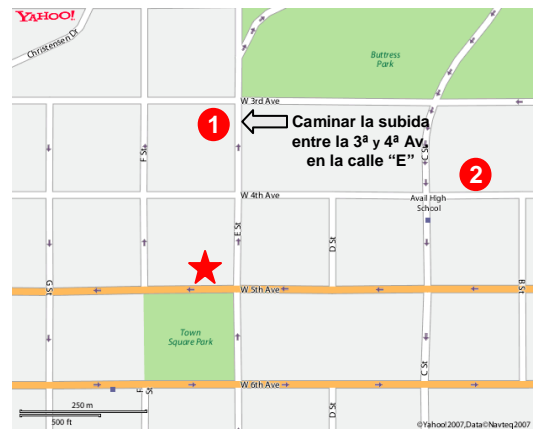 YAHOO!
Christensen Dr
Buttress
Park
W 3rd Ave
1
Caminar la subida
entre la 3ª y 4ª Av.
en la calle “E”
F St
C St
2
W 4th Ave
Avail High
School
E St
D St
G St
B St
W 5th Ave
Town
Square Park
C St
W 6th Ave
F St
D St
250 m
500 ft
©Yahoo!2007,Data©Navteq2007